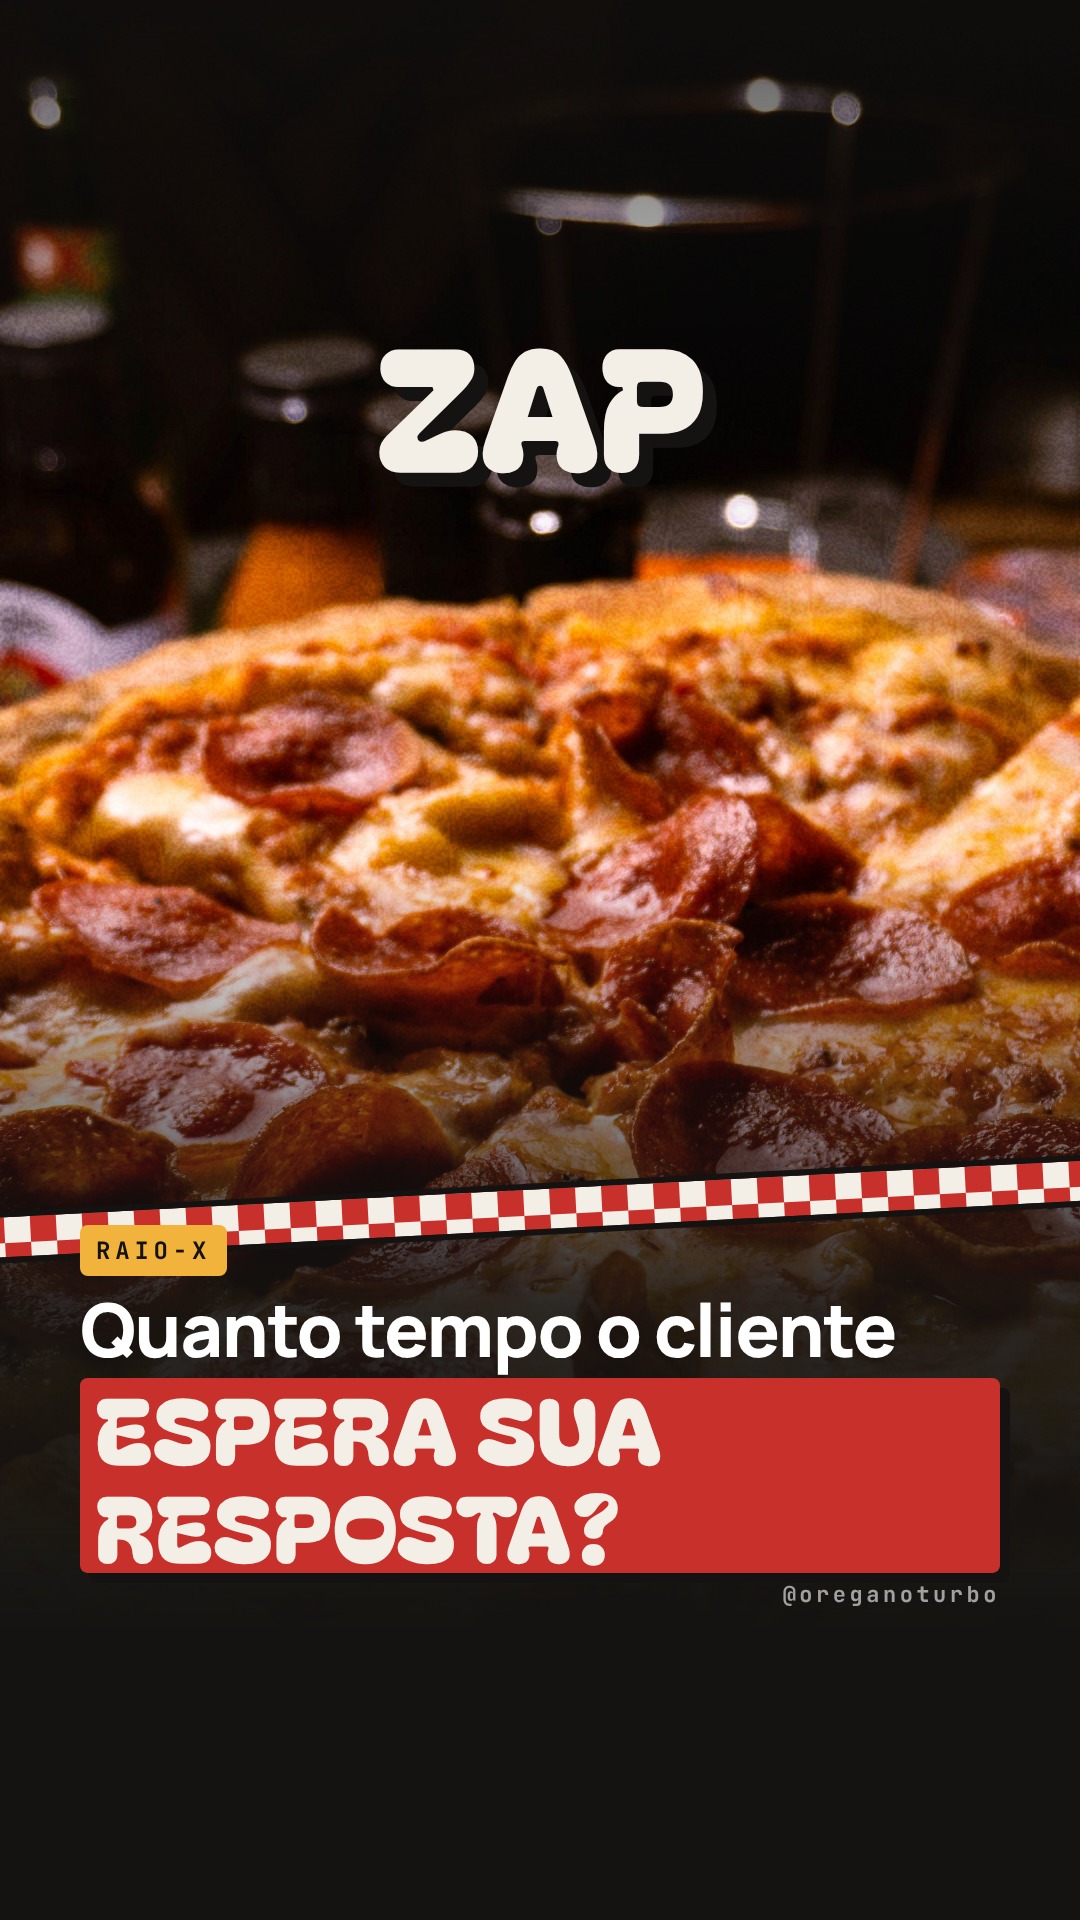 ZAP
RAIO-X
Quanto tempo o cliente
ESPERA SUA
RESPOSTA?
@oreganoturbo